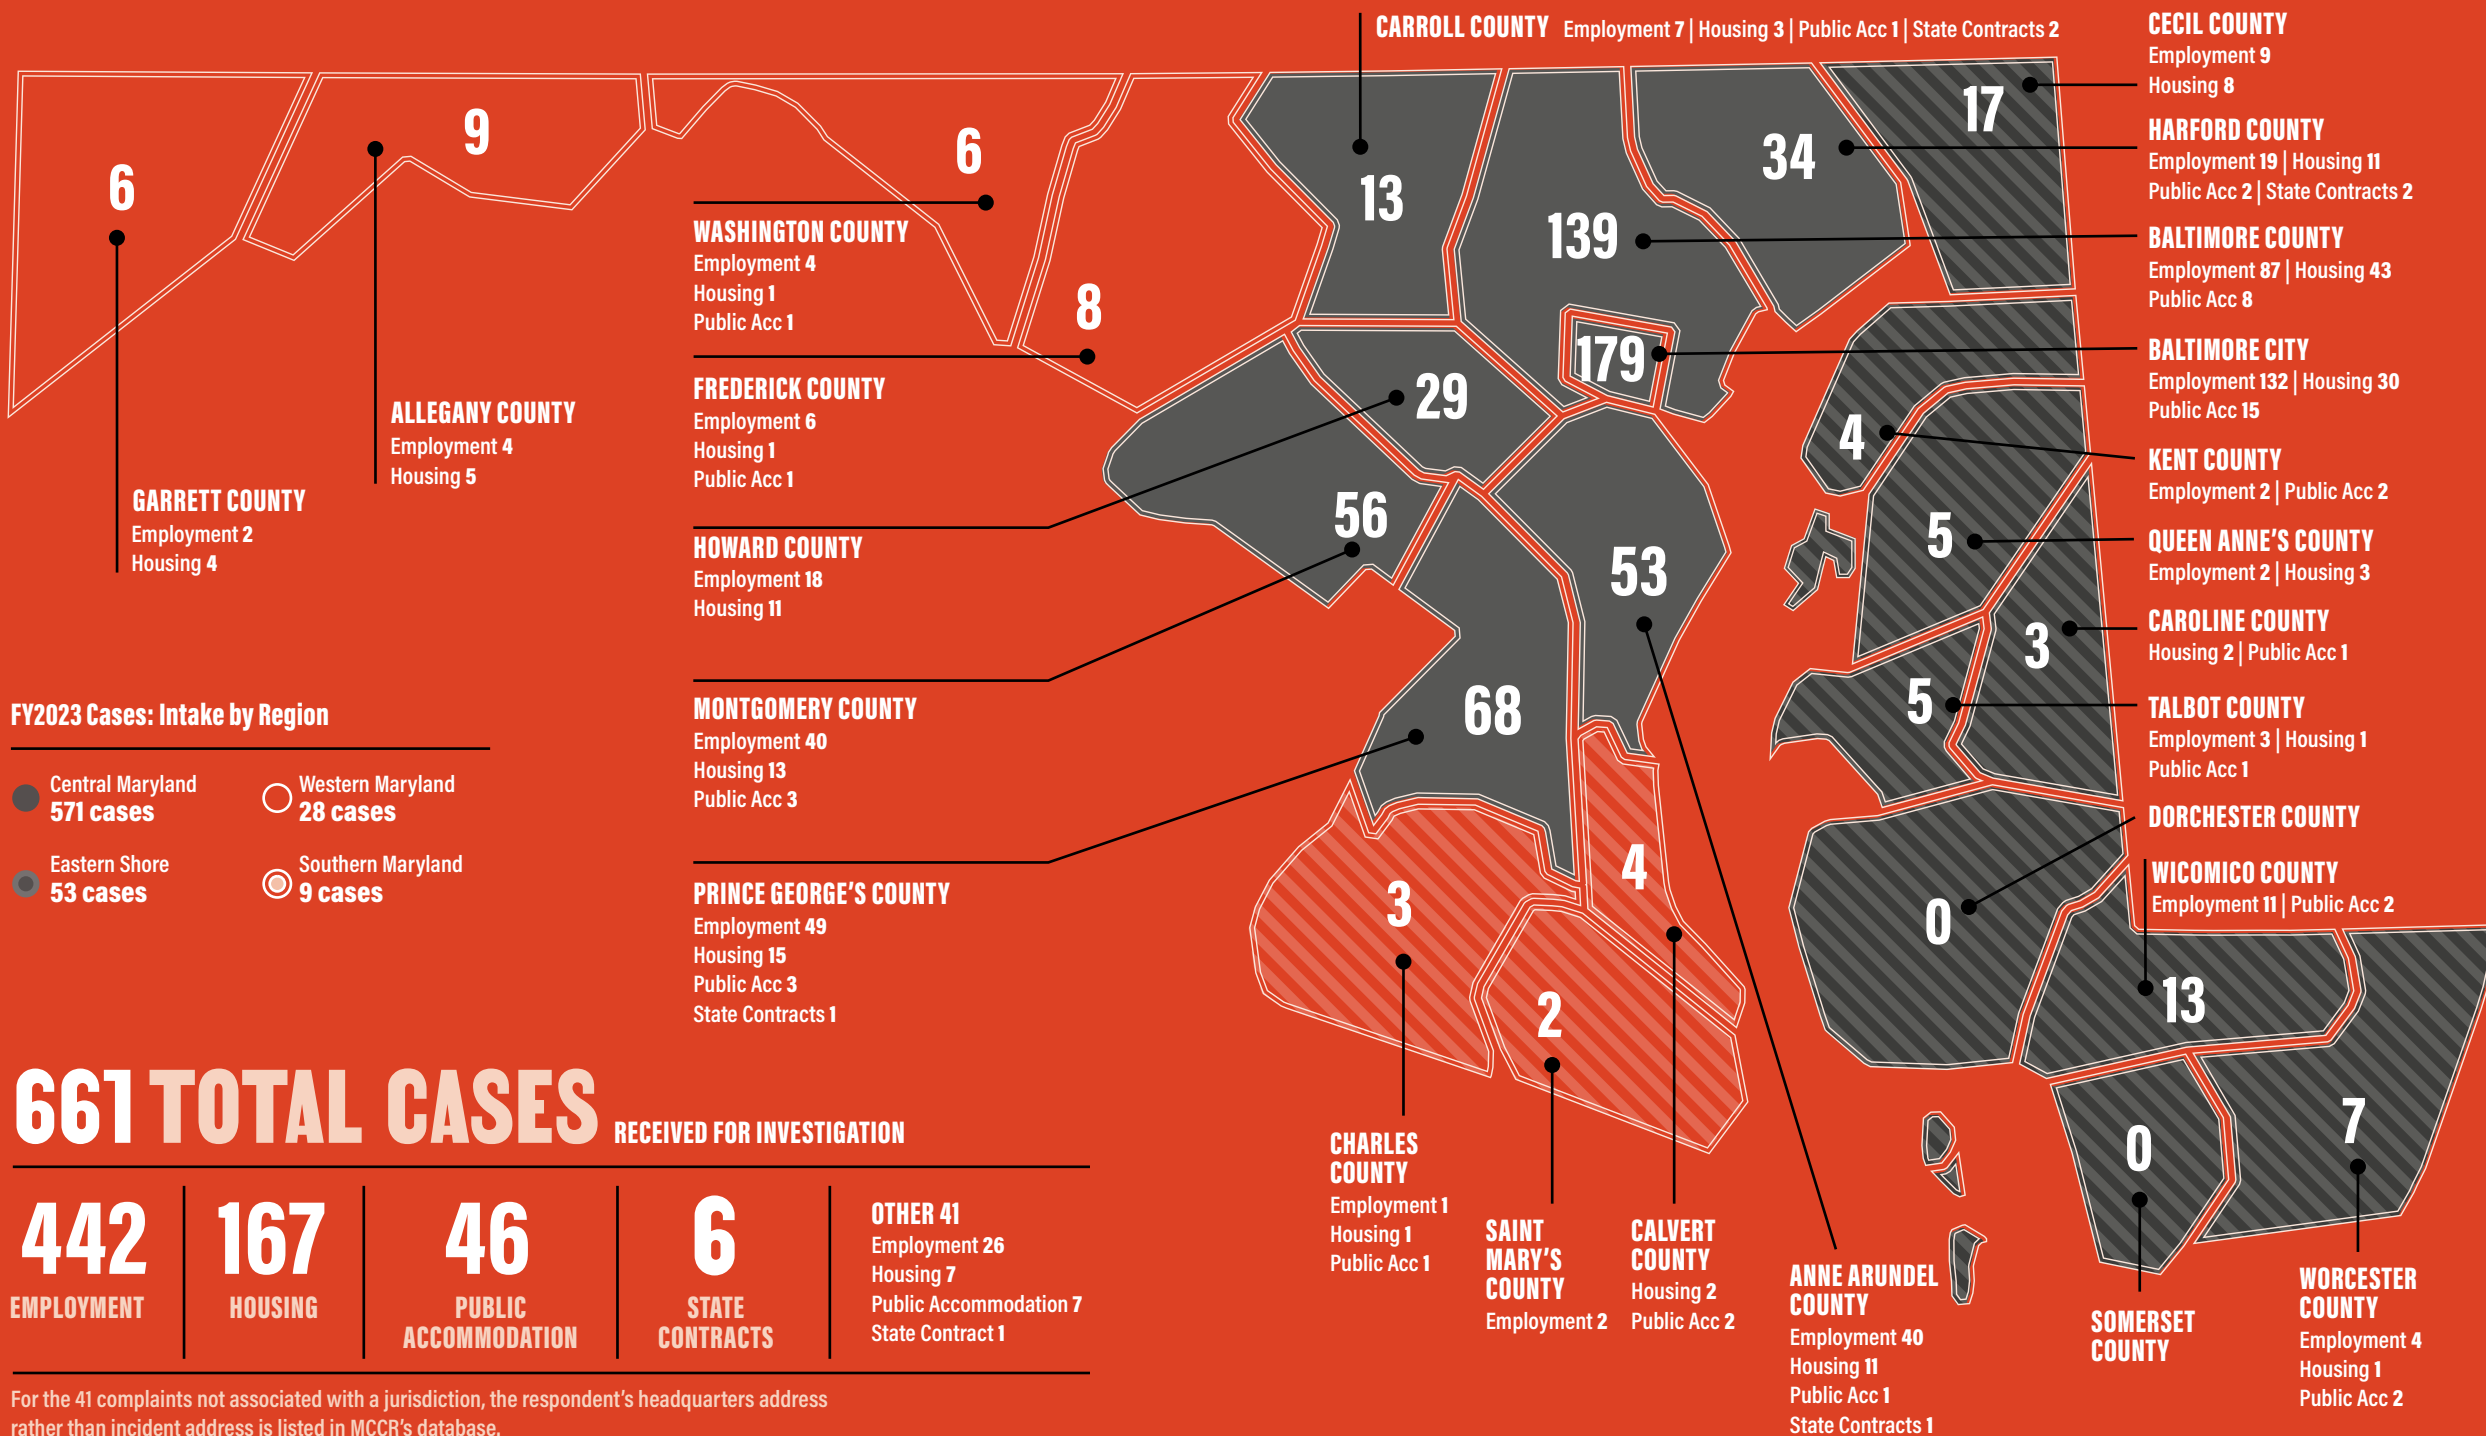 CARROLL COUNTY Employment 7 | Housing 3 | Public Acc 1 | State Contracts 2
6
9
6
8
13
139
34
17
179
29
56
53
68
4
5
3
5
0
13
7
0
3
4
2
GARRETT COUNTY
Employment 2
Housing 4
ALLEGANY COUNTY
Employment 4
Housing 5
WASHINGTON COUNTY
Employment 4
Housing 1
Public Acc 1
FREDERICK COUNTY
Employment 6
Housing 1
Public Acc 1
HOWARD COUNTY
Employment 18
Housing 11
MONTGOMERY COUNTY
Employment 40
Housing 13
Public Acc 3
PRINCE GEORGE'S COUNTY
Employment 49
Housing 15
Public Acc 3
State Contracts 1
CECIL COUNTY
Employment 9
Housing 8
HARFORD COUNTY
Employment 19 | Housing 11
Public Acc 2 | State Contracts 2
BALTIMORE COUNTY
Employment 87 | Housing 43
Public Acc 8
BALTIMORE CITY
Employment 132 | Housing 30
Public Acc 15
KENT COUNTY
Employment 2 | Public Acc 2
QUEEN ANNE'S COUNTY
Employment 2 | Housing 3
CAROLINE COUNTY
Housing 2 | Public Acc 1
TALBOT COUNTY
Employment 3 | Housing 1
Public Acc 1
DORCHESTER COUNTY
WICOMICO COUNTY
Employment 11 | Public Acc 2
CHARLES
COUNTY
Employment 1
Housing 1
Public Acc 1
SAINT
MARY'S
COUNTY
Employment 2
CALVERT
COUNTY
Housing 2
Public Acc 2
ANNE ARUNDEL
COUNTY
Employment 40
Housing 11
Public Acc 1
State Contracts 1
SOMERSET
COUNTY
WORCESTER
COUNTY
Employment 4
Housing 1
Public Acc 2
FY2023 Cases: Intake by Region
Central Maryland
571 cases
Western Maryland
28 cases
Eastern Shore
53 cases
Southern Maryland
9 cases
661 TOTAL CASES RECEIVED FOR INVESTIGATION
442
EMPLOYMENT
167
HOUSING
46
PUBLIC
ACCOMMODATION
6
STATE
CONTRACTS
OTHER 41
Employment 26
Housing 7
Public Accommodation 7
State Contract 1
For the 41 complaints not associated with a jurisdiction, the respondent's headquarters address
rather than incident address is listed in MCCR's database.